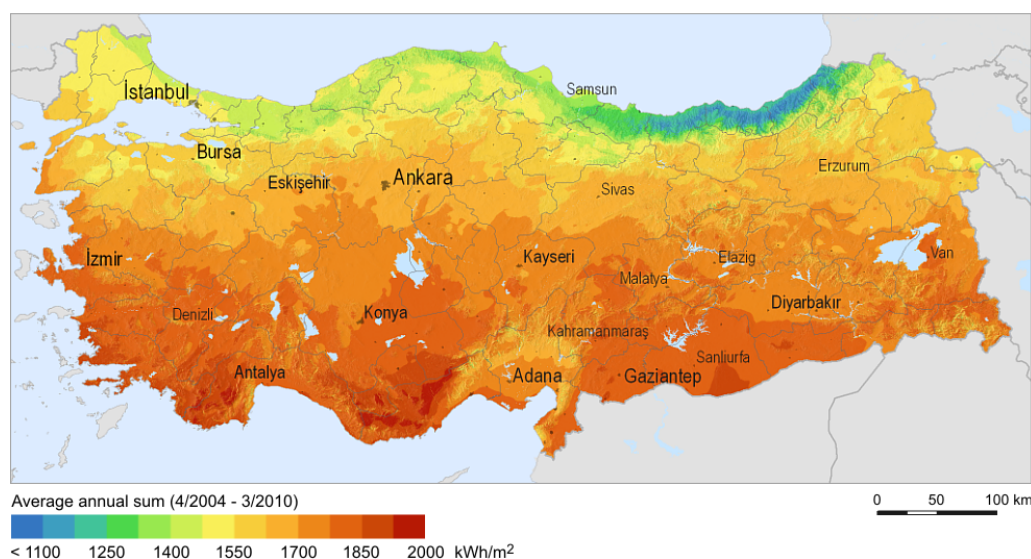 Samsun
İstanbul
Bursa
Erzurum
Eskişehir
Ankara
Sivas
İzmir
Kayseri
Elazig
Van
Malatya
Diyarbakır
Denizli
Konya
Kahramanmaraş
Sanliurfa
Antalya
Adana
Gaziantep
Average annual sum (4/2004 - 3/2010)
0 50 100 km
< 1100 1250 1400 1550 1700 1850 2000 kWh/m²